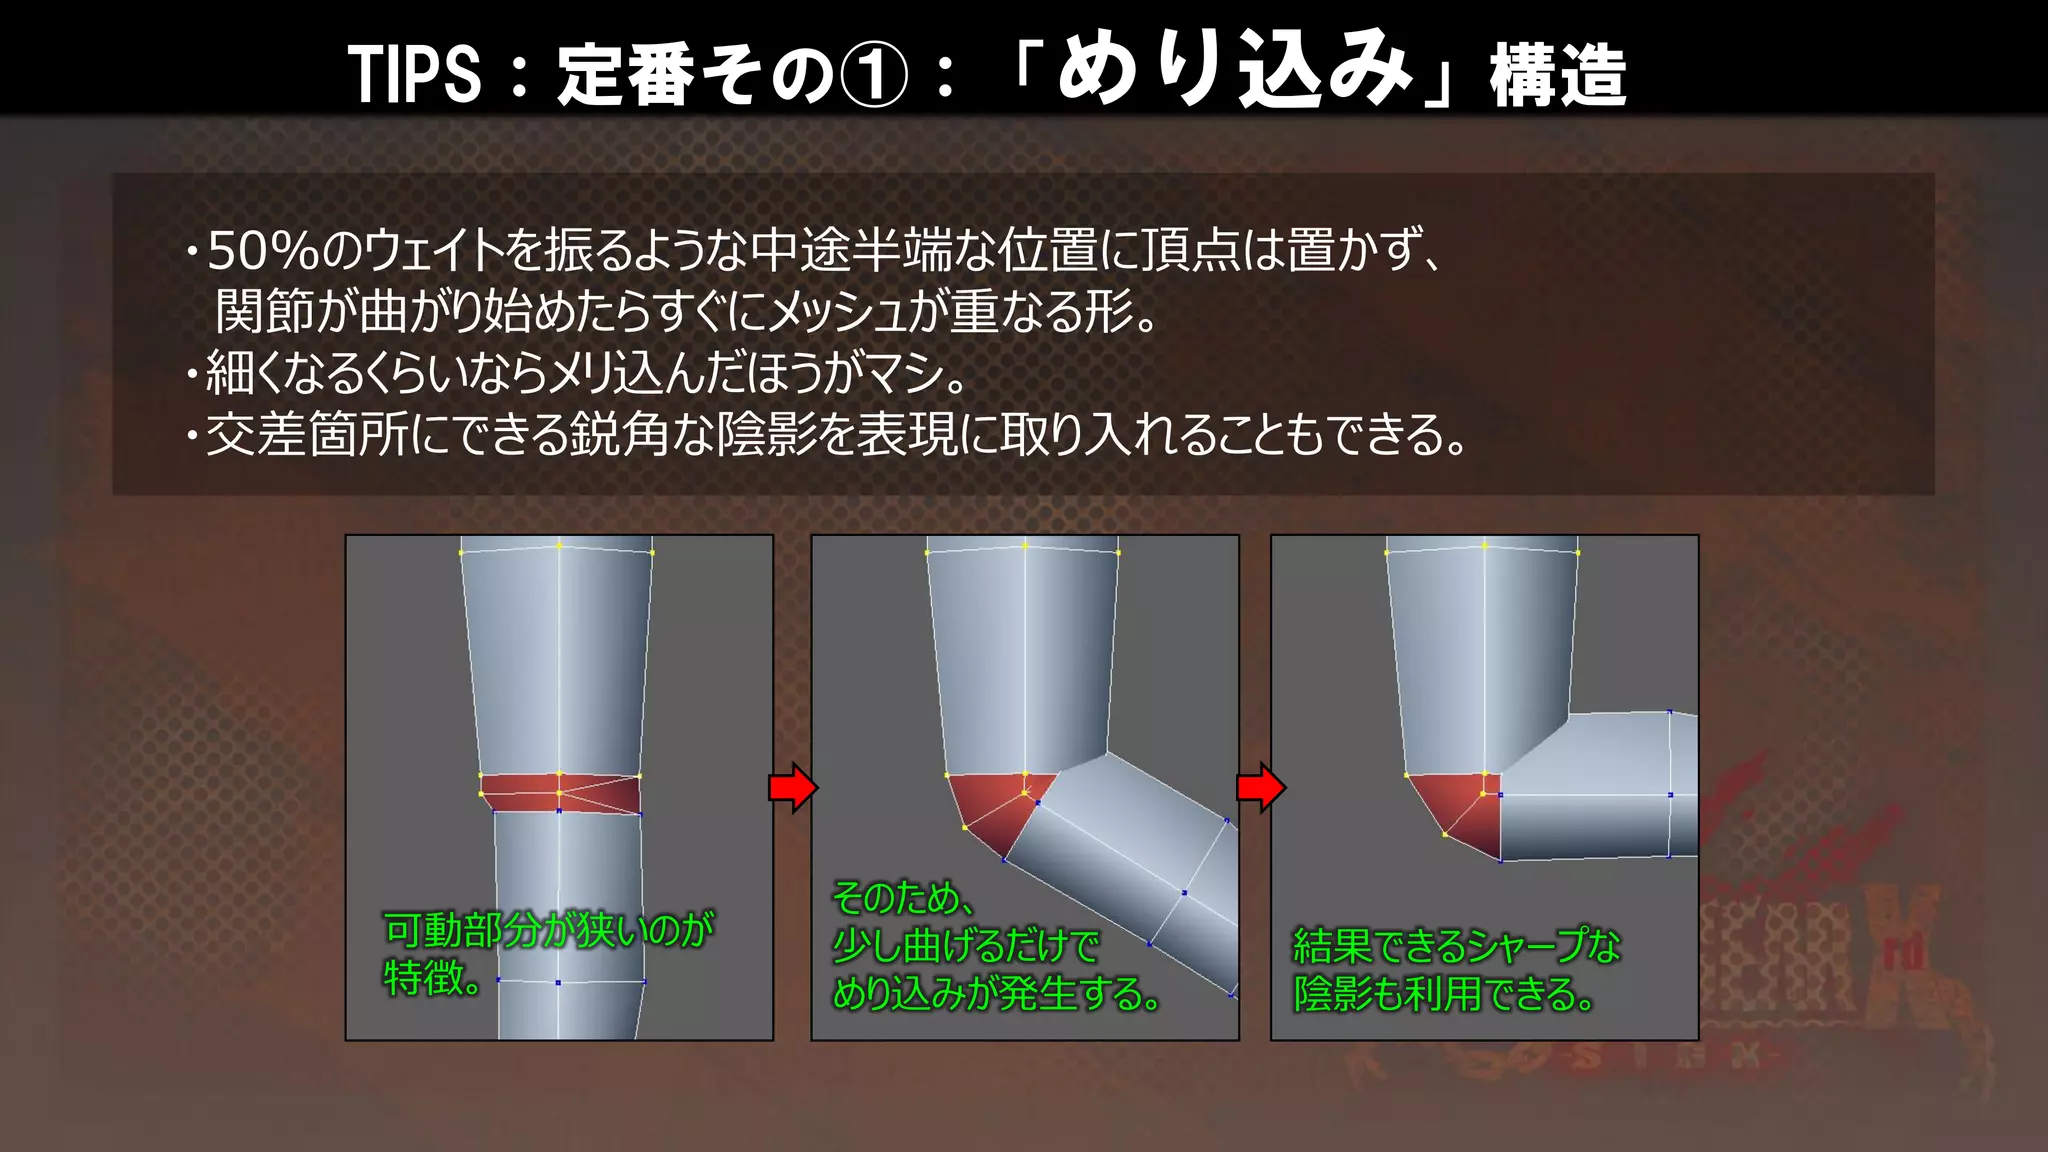 TIPS：定番その①：「めり込み」構造
・50%のウェイトを振るような中途半端な位置に頂点は置かず、
関節が曲がり始めたらすぐにメッシュが重なる形。
・細くなるくらいならメリ込んだほうがマシ。
・交差箇所にできる鋭角な陰影を表現に取り入れることもできる。
可動部分が狭いのが
特徴。
そのため、
少し曲げるだけで
めり込みが発生する。
結果できるシャープな
陰影も利用できる。
Xrd
-SIGN-